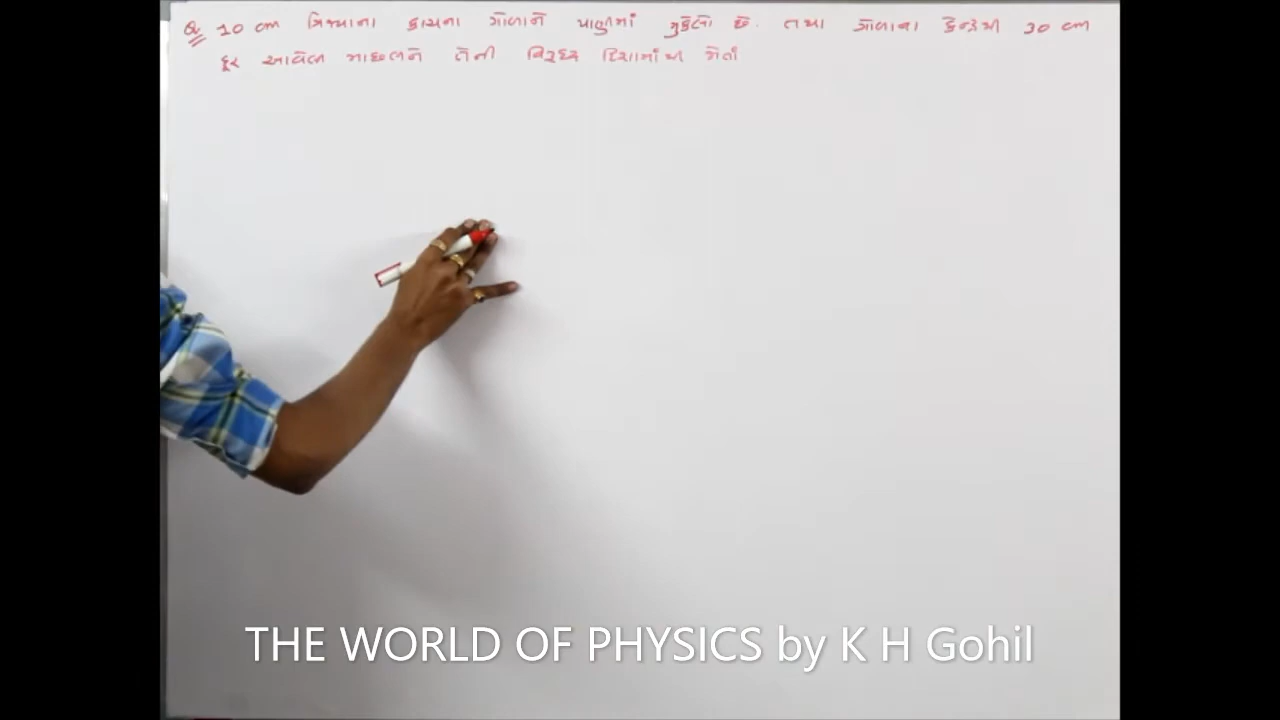 Q 10 cm ત્રિજ્યાના કાચના ગોળાને પાણીમાં મુકેલો છે. તથા ગોળાના કેન્દ્રથી 30 cm
દૂર આવેલ માછલીને તેની વિરૂદ્ધ દિશામાંથી જોતાં
THE WORLD OF PHYSICS by K H Gohil